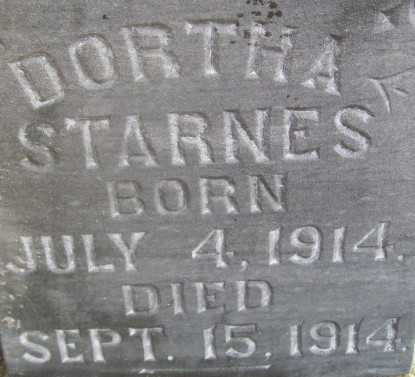 DORTHA
STARNES
BORN
JULY 4, 1914.
DIED
SEPT. 15, 1914.